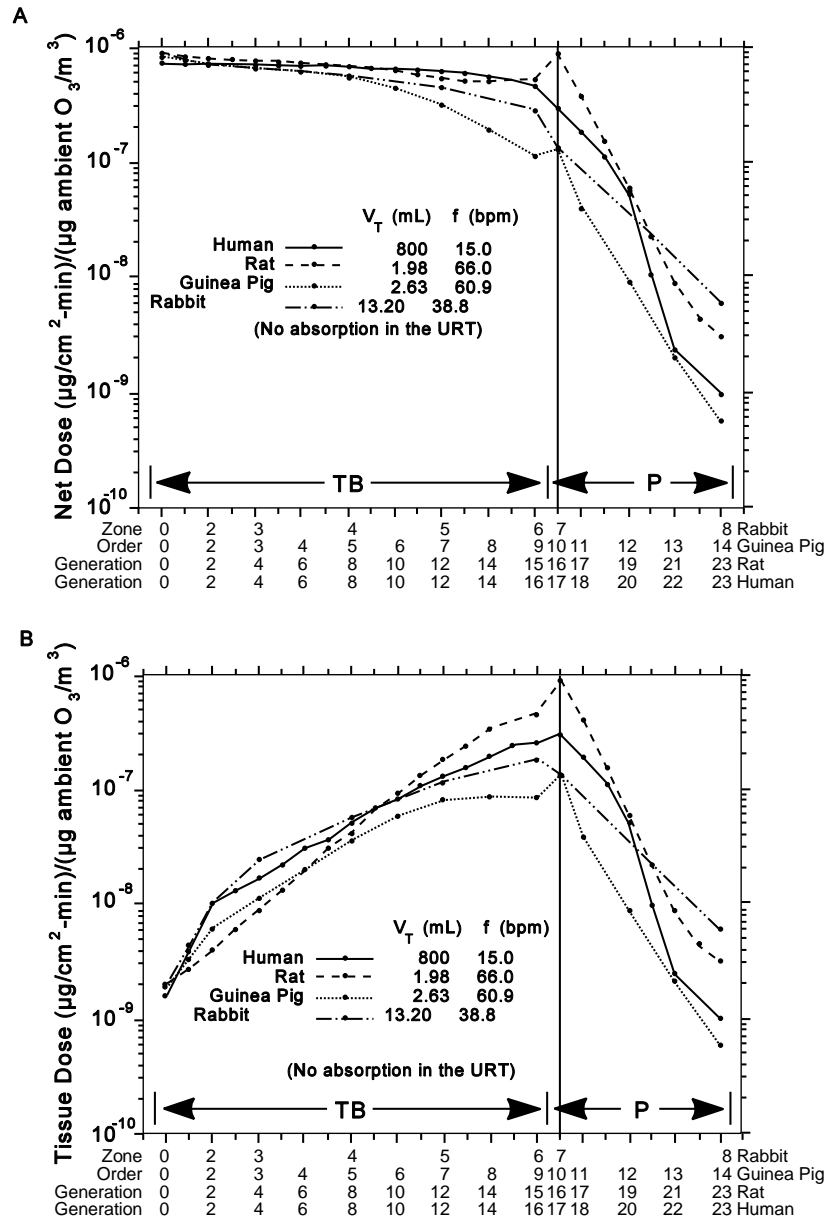 A
Net Dose (µg/cm 2 -min)/(µg ambient O 3 /m 3 )
10 -6
10 -7
10 -8
10 -9
10 -10
V T (mL) f (bpm)
Human 800 15.0
Rat 1.98 66.0
Guinea Pig 2.63 60.9
Rabbit 13.20 38.8
(No absorption in the URT)
TB P
Zone 0 2 3 4 5 6 7 8 Rabbit
Order 0 2 3 4 5 6 7 8 9 10 11 12 13 14 Guinea Pig
Generation 0 2 4 6 8 10 12 14 15 16 17 19 21 23 Rat
Generation 0 2 4 6 8 10 12 14 16 17 18 20 22 23 Human
B
Tissue Dose (µg/cm 2 -min)/(µg ambient O 3 /m 3 )
10 -6
10 -7
10 -8
10 -9
10 -10
V T (mL) f (bpm)
Human 800 15.0
Rat 1.98 66.0
Guinea Pig 2.63 60.9
Rabbit 13.20 38.8
(No absorption in the URT)
TB P
Zone 0 2 3 4 5 6 7 8 Rabbit
Order 0 2 3 4 5 6 7 8 9 10 11 12 13 14 Guinea Pig
Generation 0 2 4 6 8 10 12 14 15 16 17 19 21 23 Rat
Generation 0 2 4 6 8 10 12 14 16 17 18 20 22 23 Human